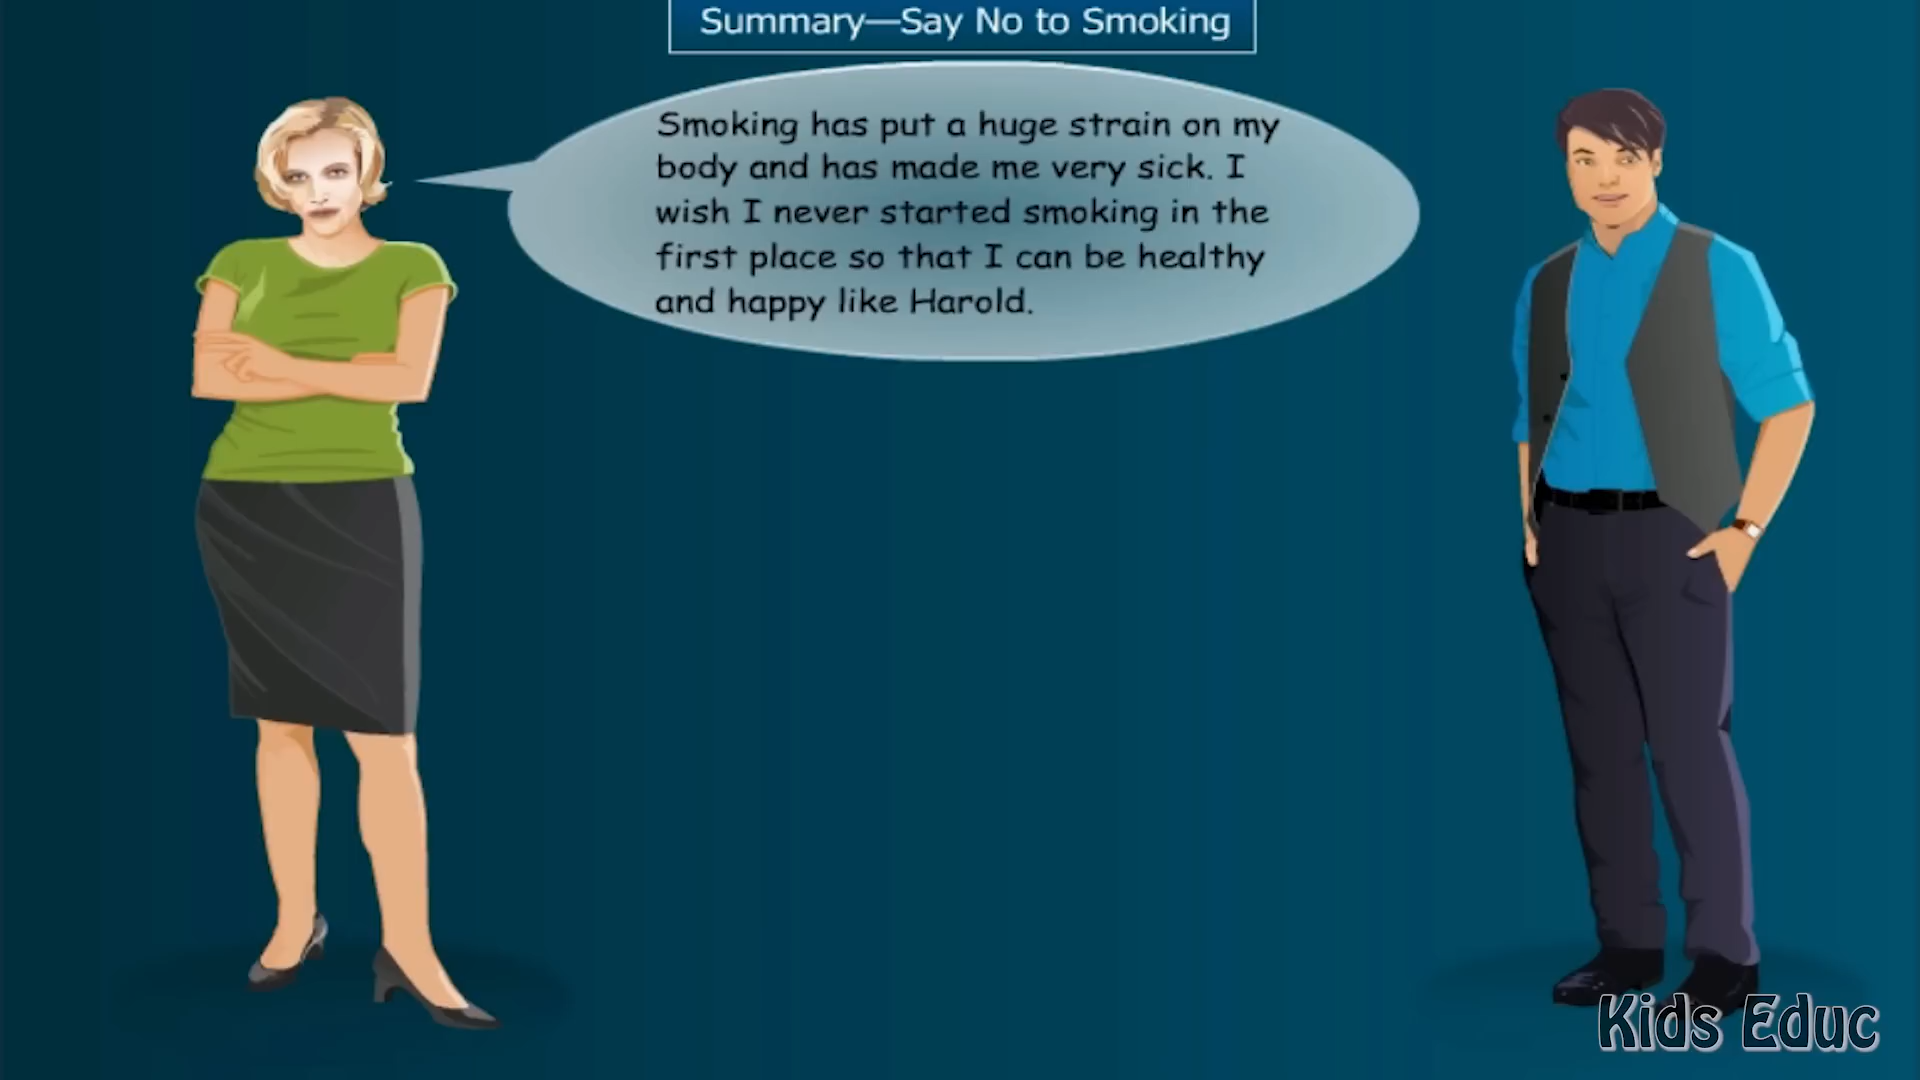 Summary—Say No to Smoking
Smoking has put a huge strain on my
body and has made me very sick. I
wish I never started smoking in the
first place so that I can be healthy
and happy like Harold.
Kids Educ